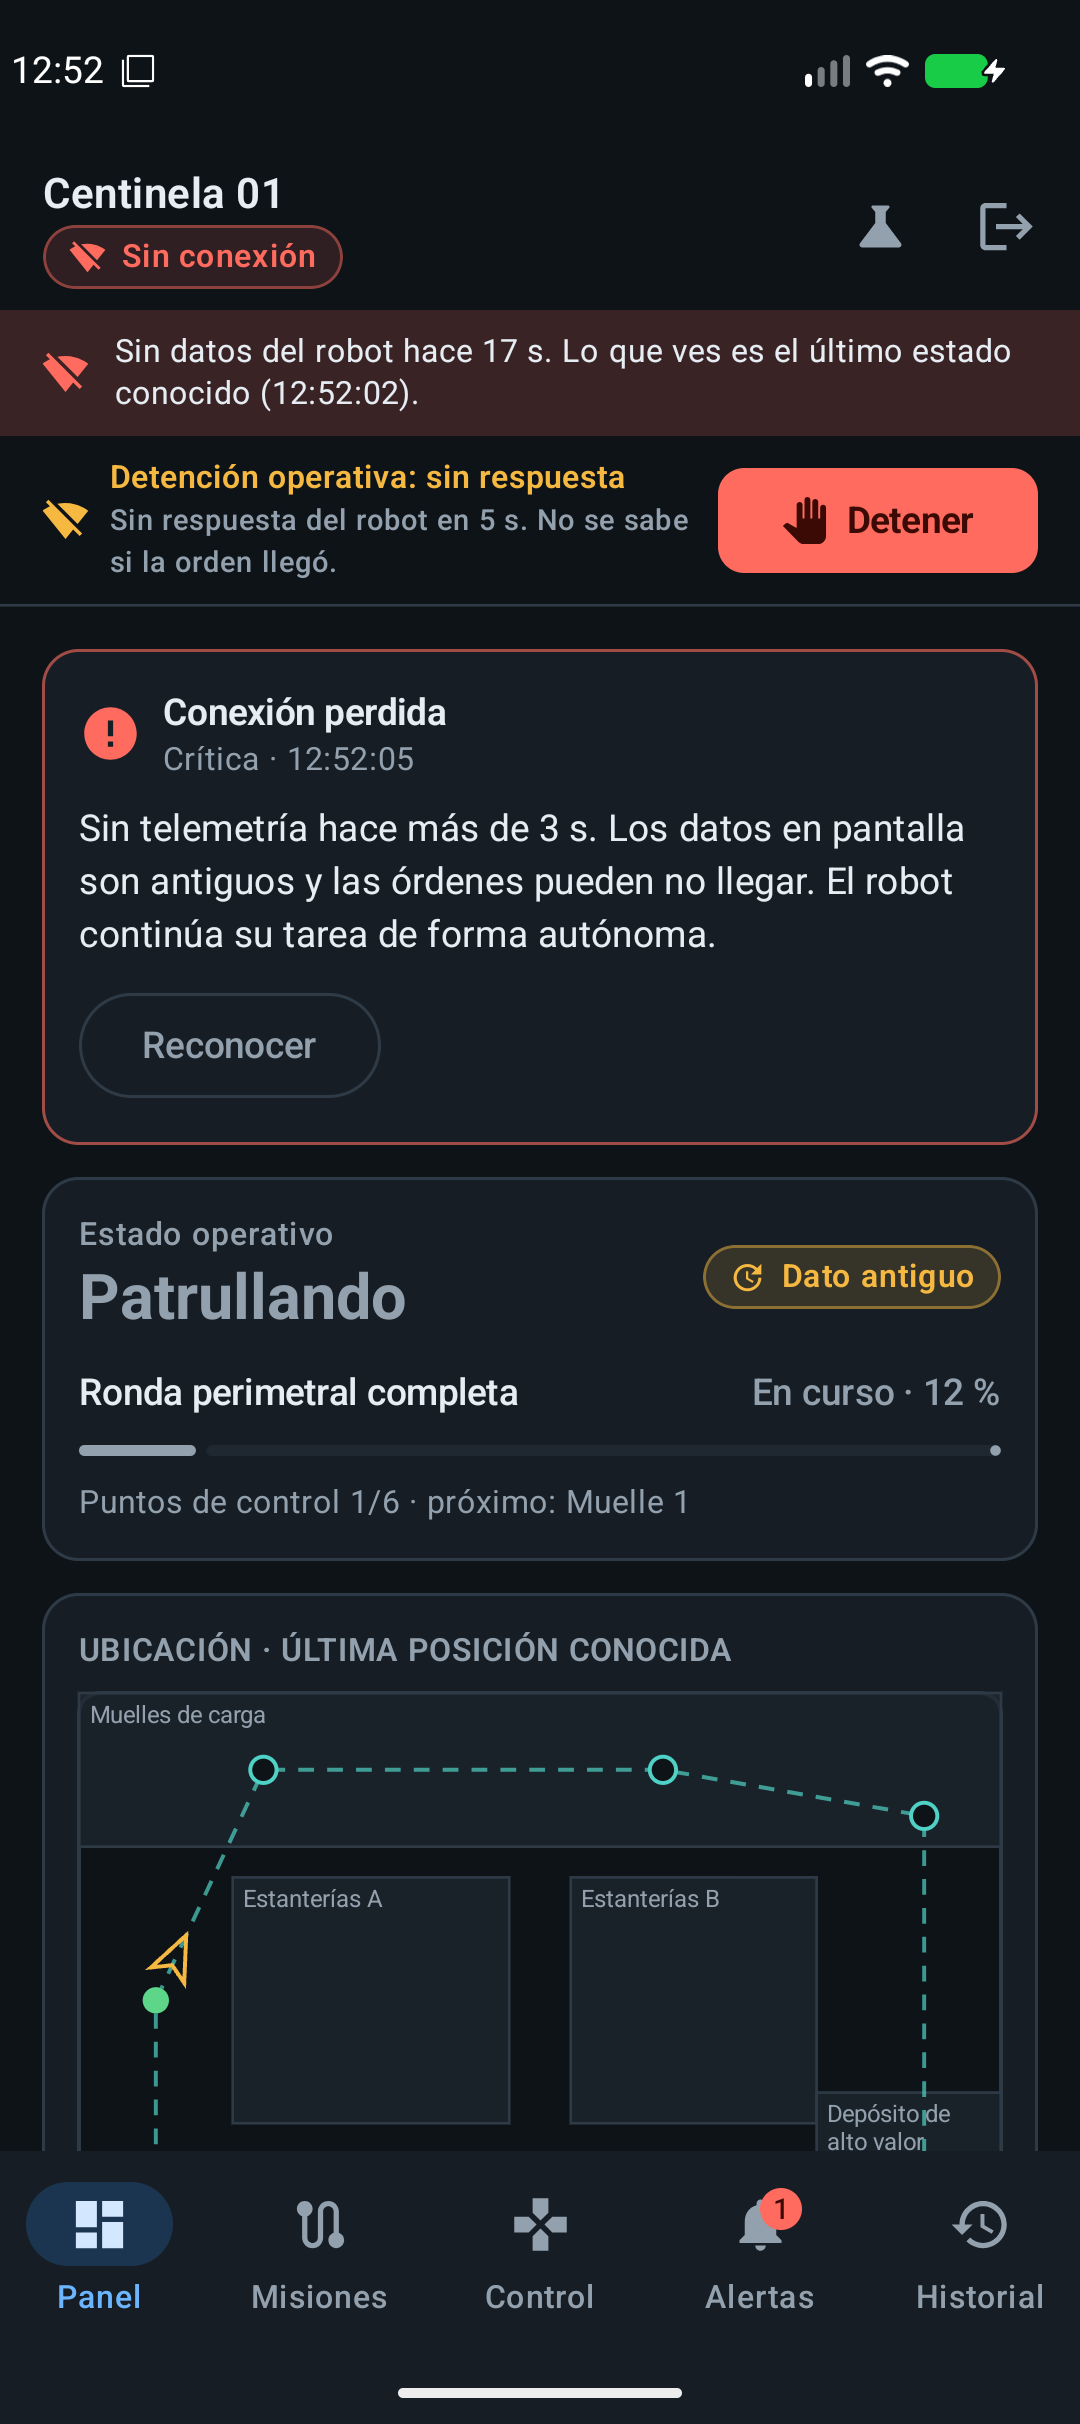 12:52
Centinela 01
Sin conexión
Sin datos del robot hace 17 s. Lo que ves es el último estado
conocido (12:52:02).
Detención operativa: sin respuesta
Sin respuesta del robot en 5 s. No se sabe
si la orden llegó.
Detener
Conexión perdida
Crítica · 12:52:05
Sin telemetría hace más de 3 s. Los datos en pantalla
son antiguos y las órdenes pueden no llegar. El robot
continúa su tarea de forma autónoma.
Reconocer
Estado operativo
Patrullando
Dato antiguo
Ronda perimetral completa
En curso · 12 %
Puntos de control 1/6 · próximo: Muelle 1
UBICACIÓN · ÚLTIMA POSICIÓN CONOCIDA
Muelles de carga
Estanterías A
Estanterías B
Depósito de
alto valor
1
Panel
Misiones
Control
Alertas
Historial